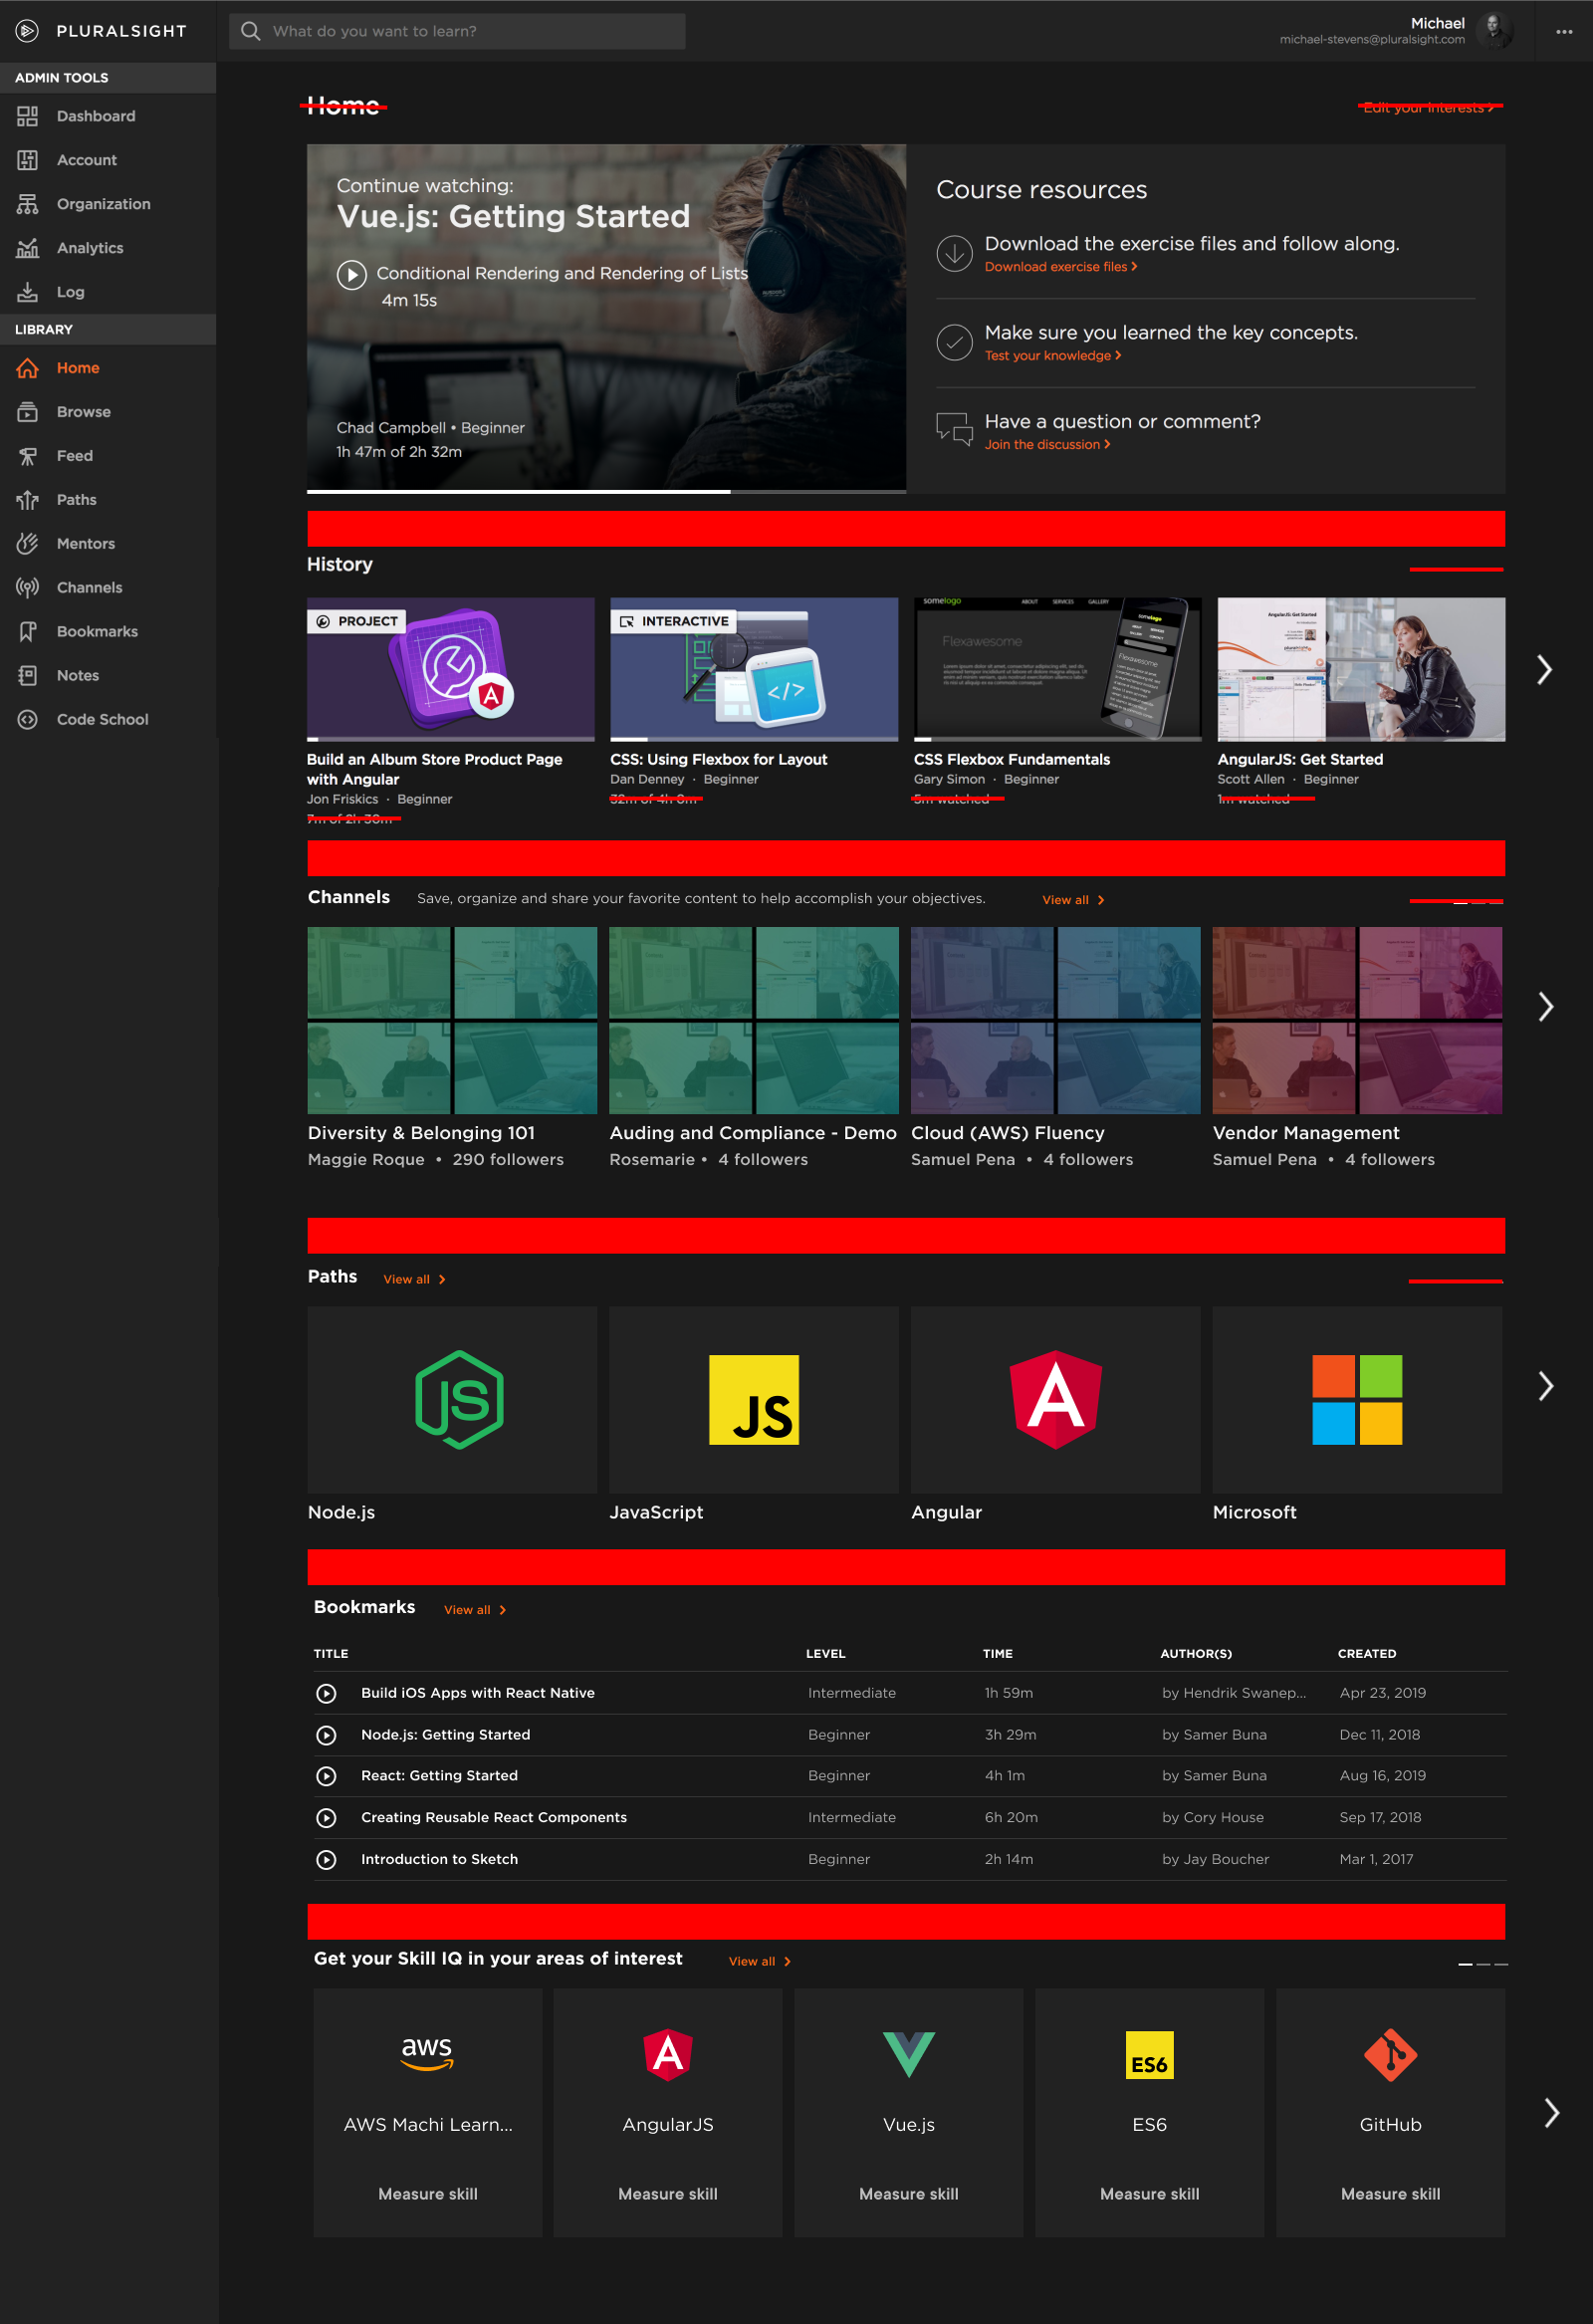 PLURALSIGHT
What do you want to learn?
Michael
michael-stevens@pluralsight.com
ADMIN TOOLS
Dashboard
Account
Organization
Analytics
Log
LIBRARY
Home
Browse
Feed
Paths
Mentors
Channels
Bookmarks
Notes
Code School
Home
Edit your interests
Continue watching:
Vue.js: Getting Started
Conditional Rendering and Rendering of Lists
4m 15s
Chad Campbell • Beginner
1h 47m of 2h 32m
Course resources
Download the exercise files and follow along.
Download exercise files
Make sure you learned the key concepts.
Test your knowledge
Have a question or comment?
Join the discussion
History
PROJECT
Build an Album Store Product Page
with Angular
Jon Friskics · Beginner
7m of 2h 30m
INTERACTIVE
</>
CSS: Using Flexbox for Layout
Dan Denney · Beginner
32m of 4h 0m
somelogo
ABOUT SERVICES GALLERY
Flexawesome
somelogo
Flexawesome
CSS Flexbox Fundamentals
Gary Simon · Beginner
5m watched
AngularJS: Get Started
pluralsight
AngularJS: Get Started
Scott Allen · Beginner
1m watched
Channels
Save, organize and share your favorite content to help accomplish your objectives.
View all
Diversity & Belonging 101
Maggie Roque • 290 followers
Auding and Compliance - Demo
Rosemarie • 4 followers
Cloud (AWS) Fluency
Samuel Pena • 4 followers
Vendor Management
Samuel Pena • 4 followers
Paths
View all
JS
Node.js
JS
JavaScript
Angular
Microsoft
Bookmarks
View all
TITLE LEVEL TIME AUTHOR(S) CREATED
Build iOS Apps with React Native Intermediate 1h 59m by Hendrik Swanep... Apr 23, 2019
Node.js: Getting Started Beginner 3h 29m by Samer Buna Dec 11, 2018
React: Getting Started Beginner 4h 1m by Samer Buna Aug 16, 2019
Creating Reusable React Components Intermediate 6h 20m by Cory House Sep 17, 2018
Introduction to Sketch Beginner 2h 14m by Jay Boucher Mar 1, 2017
Get your Skill IQ in your areas of interest
View all
aws
AWS Machi Learn...
Measure skill
AngularJS
Measure skill
Vue.js
Measure skill
ES6
ES6
Measure skill
GitHub
Measure skill